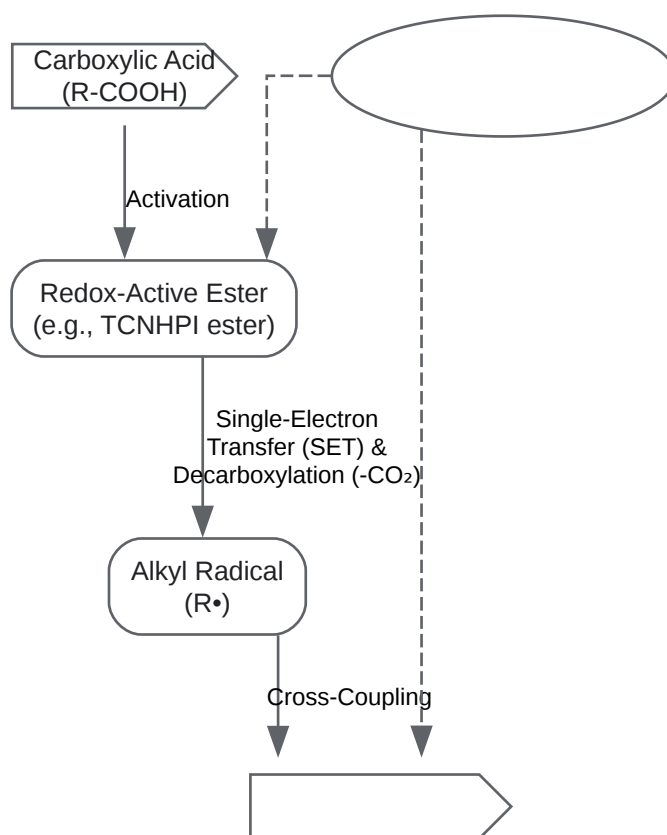 Carboxylic Acid
(R-COOH)
Activation
Redox-Active Ester
(e.g., TCNHPI ester)
Single-Electron
Transfer (SET) &
Decarboxylation (-CO₂)
Alkyl Radical
(R•)
Cross-Coupling